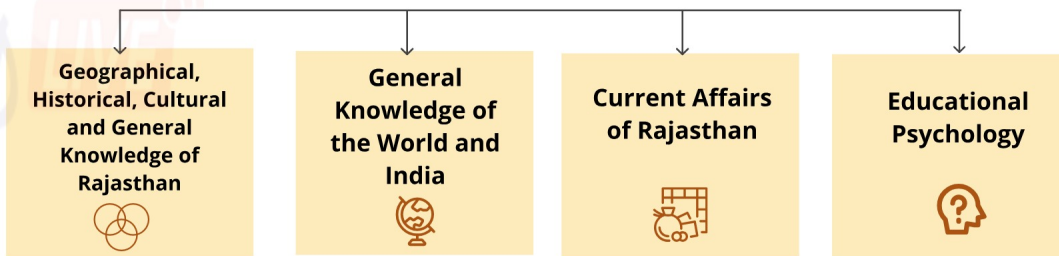 Geographical,
Historical, Cultural
and General
Knowledge of
Rajasthan
General
Knowledge of
the World and
India
Current Affairs
of Rajasthan
Educational
Psychology
?